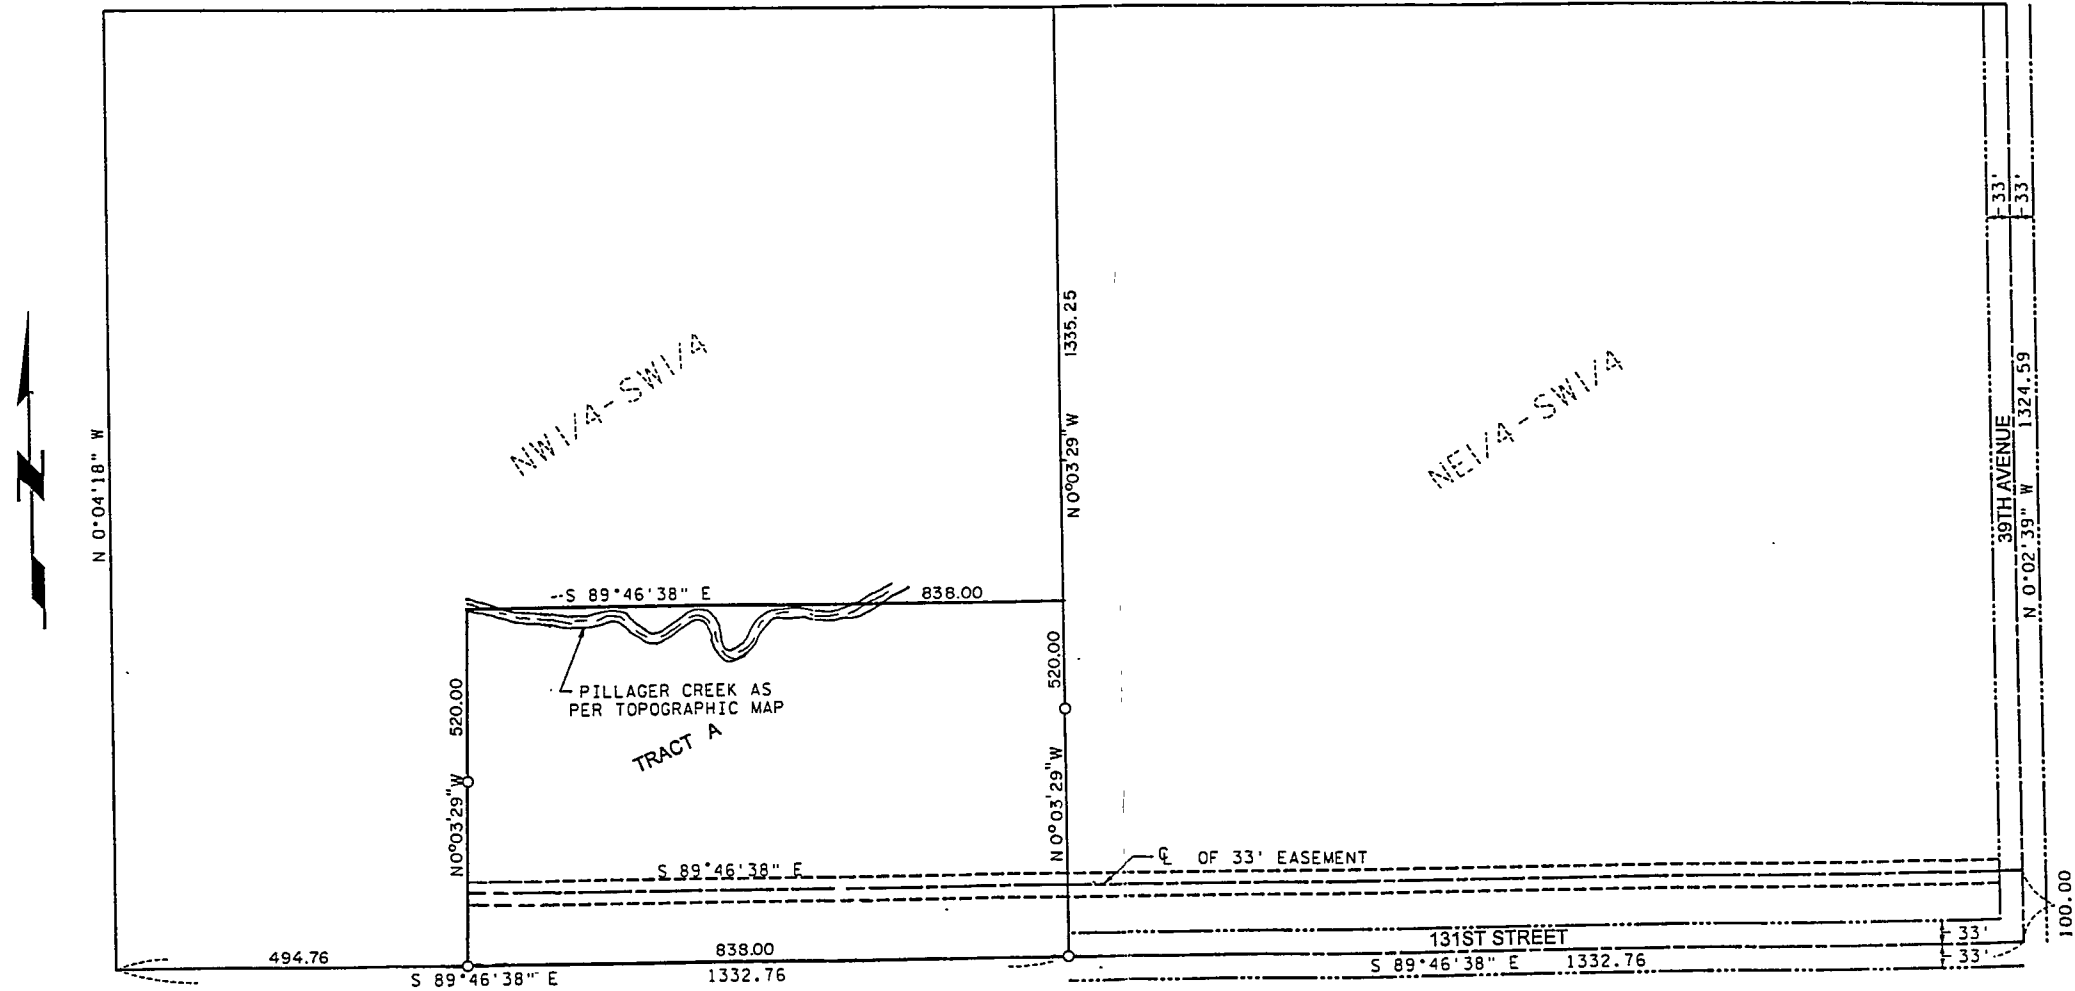 33'
33'
1335.25
NW1/4-SW1/4
NE1/4-SW1/4
1324.59
39TH AVENUE
N 0°04'18" W
N 0°03'29" W
N 0°02'39" W
N
S 89°46'38" E
838.00
520.00
520.00
PILLAGER CREEK AS
PER TOPOGRAPHIC MAP
TRACT A
N 0°03'29" W
N 0°03'29" W
S 89°46'38" E
℄ OF 33' EASEMENT
100.00
131ST STREET
33'
33'
494.76
838.00
S 89°46'38" E 1332.76
S 89°46'38" E 1332.76